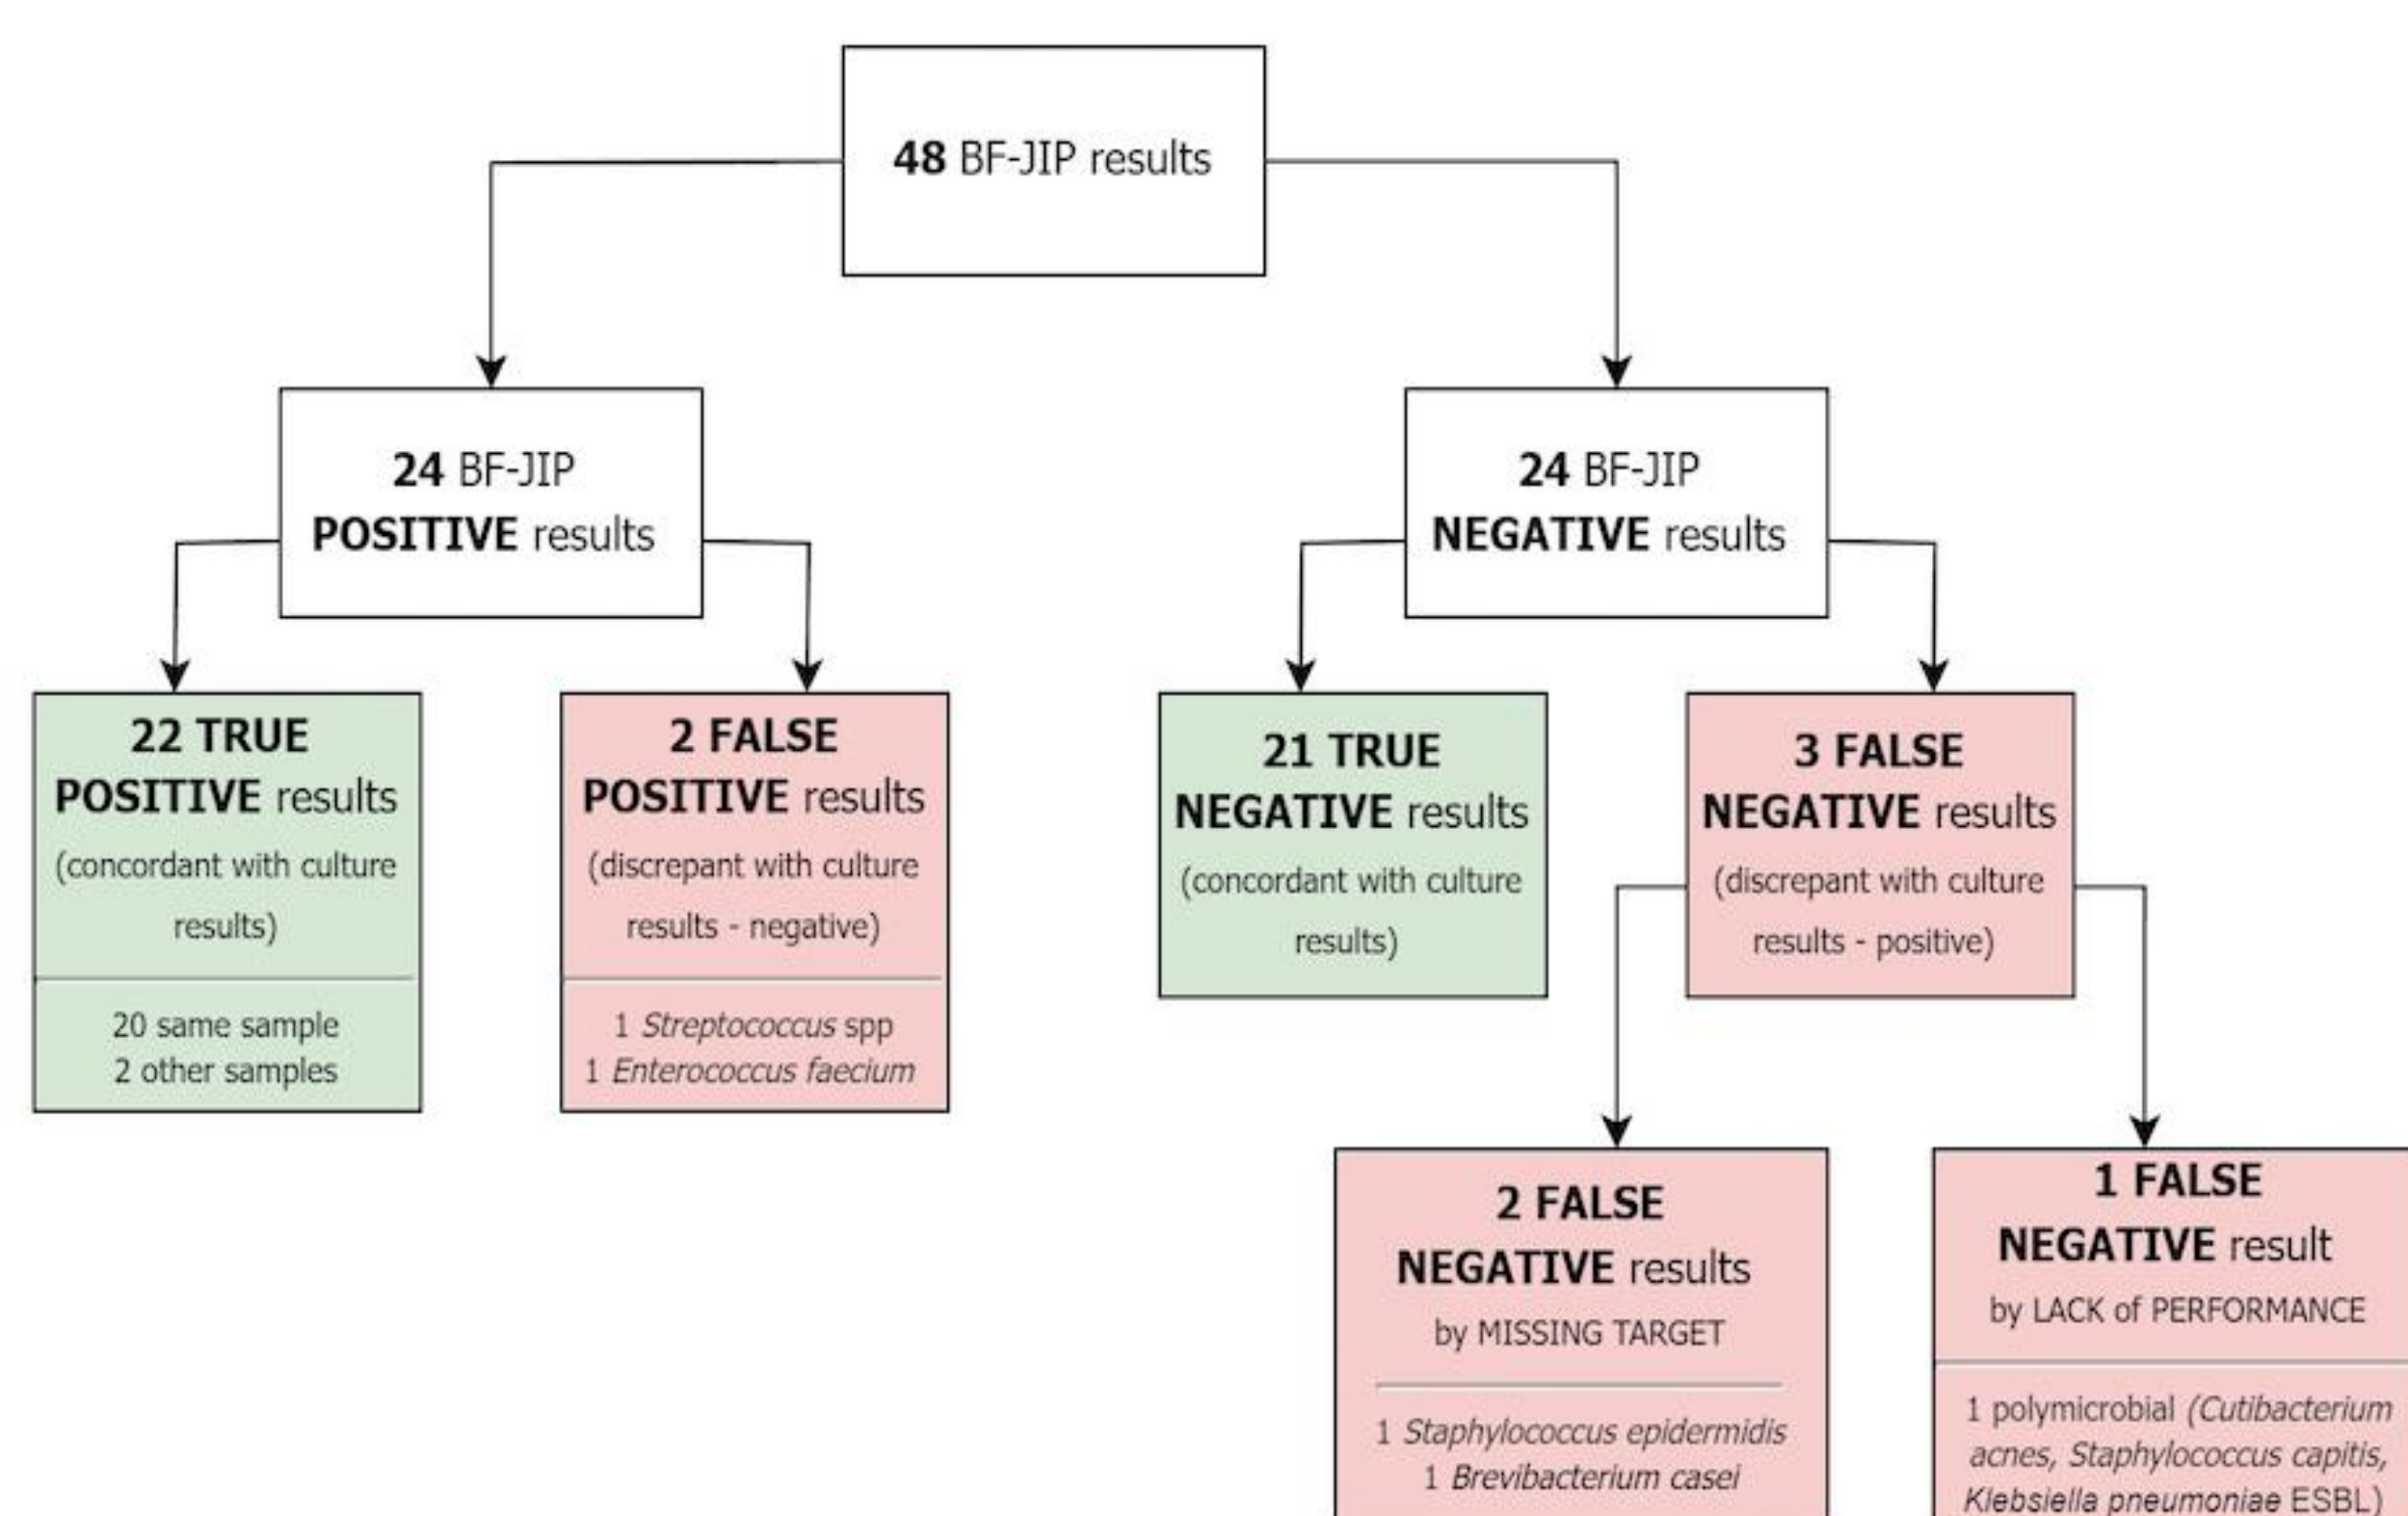 48 BF-JIP results
24 BF-JIP
POSITIVE results
24 BF-JIP
NEGATIVE results
22 TRUE
POSITIVE results
(concordant with culture
results)
20 same sample
2 other samples
2 FALSE
POSITIVE results
(discrepant with culture
results - negative)
1 Streptococcus spp
1 Enterococcus faecium
21 TRUE
NEGATIVE results
(concordant with culture
results)
3 FALSE
NEGATIVE results
(discrepant with culture
results - positive)
2 FALSE
NEGATIVE results
by MISSING TARGET
1 Staphylococcus epidermidis
1 Brevibacterium casei
1 FALSE
NEGATIVE result
by LACK of PERFORMANCE
1 polymicrobial (Cutibacterium
acnes, Staphylococcus capitis,
Klebsiella pneumoniae ESBL)